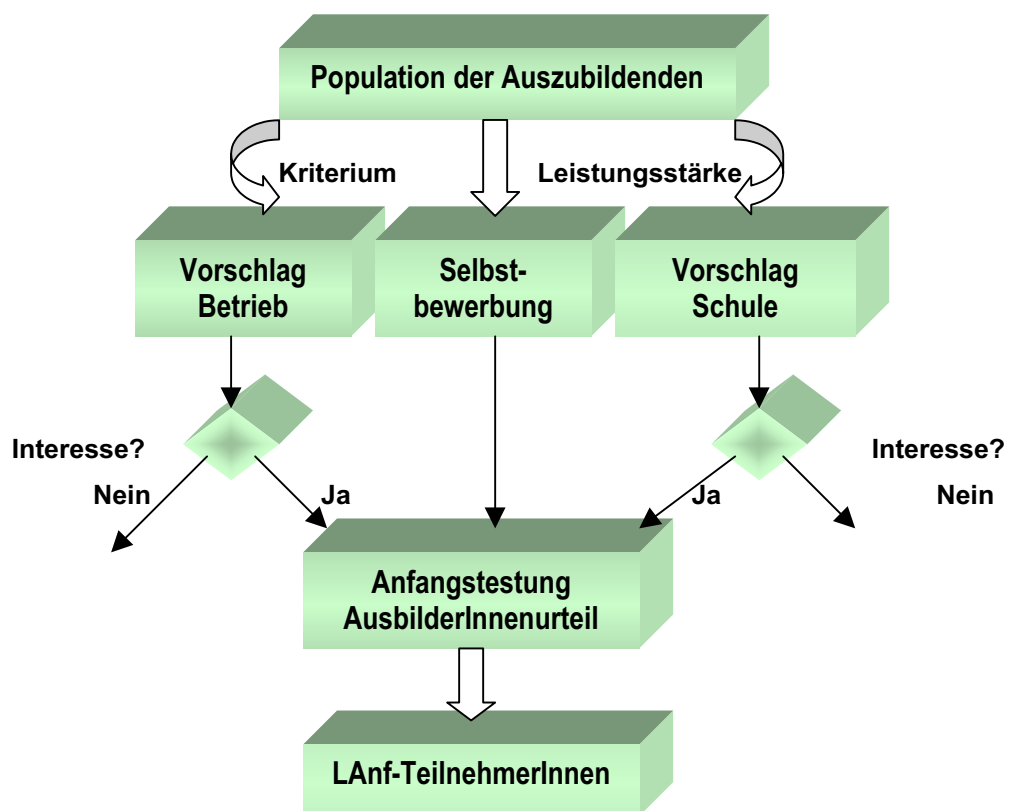 Population der Auszubildenden
Kriterium
Leistungsstärke
Vorschlag
Betrieb
Selbst-
bewerbung
Vorschlag
Schule
Interesse?
Nein
Ja
Interesse?
Ja
Nein
Anfangstestung
AusbilderInnenurteil
LAnf-TeilnehmerInnen